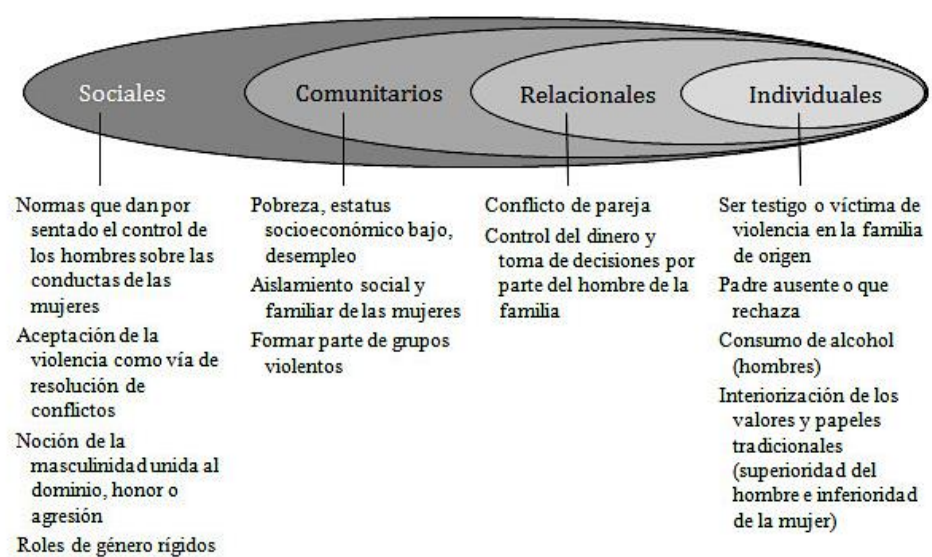 Sociales
Comunitarios
Relacionales
Individuales
Normas que dan por
sentado el control de
los hombres sobre las
conductas de las
mujeres
Aceptación de la
violencia como vía de
resolución de
conflictos
Noción de la
masculinidad unida al
dominio, honor o
agresión
Roles de género rígidos
Pobreza, estatus
socioeconómico bajo,
desempleo
Aislamiento social y
familiar de las mujeres
Formar parte de grupos
violentos
Conflicto de pareja
Control del dinero y
toma de decisiones por
parte del hombre de la
familia
Ser testigo o víctima de
violencia en la familia
de origen
Padre ausente o que
rechaza
Consumo de alcohol
(hombres)
Interiorización de los
valores y papeles
tradicionales
(superioridad del
hombre e inferioridad
de la mujer)